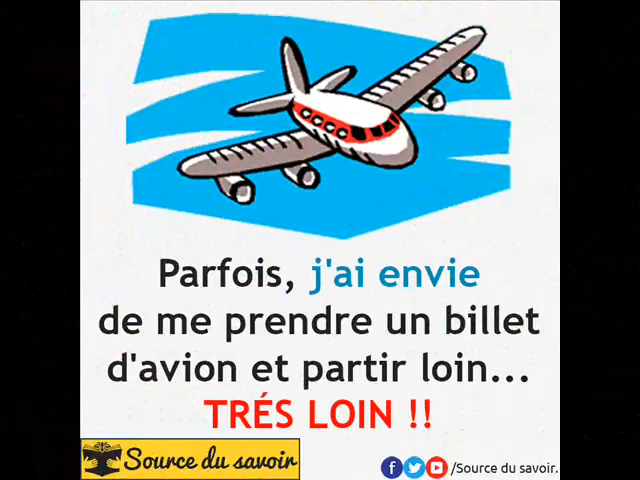 Parfois, j'ai envie
de me prendre un billet
d'avion et partir loin...
TRÉS LOIN !!
Source du savoir
/Source du savoir.